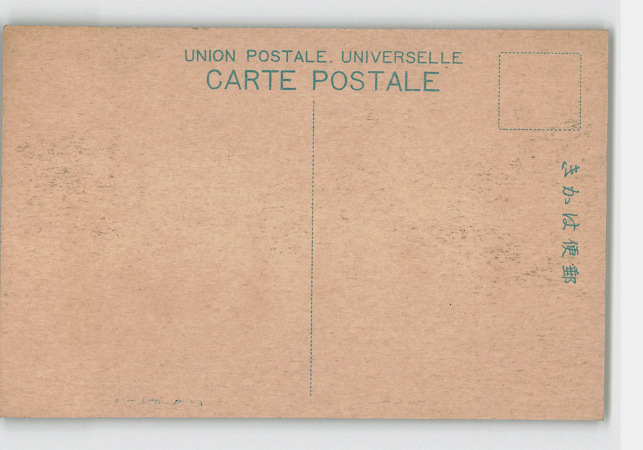 UNION POSTALE. UNIVERSELLE
CARTE POSTALE
きかは便郵